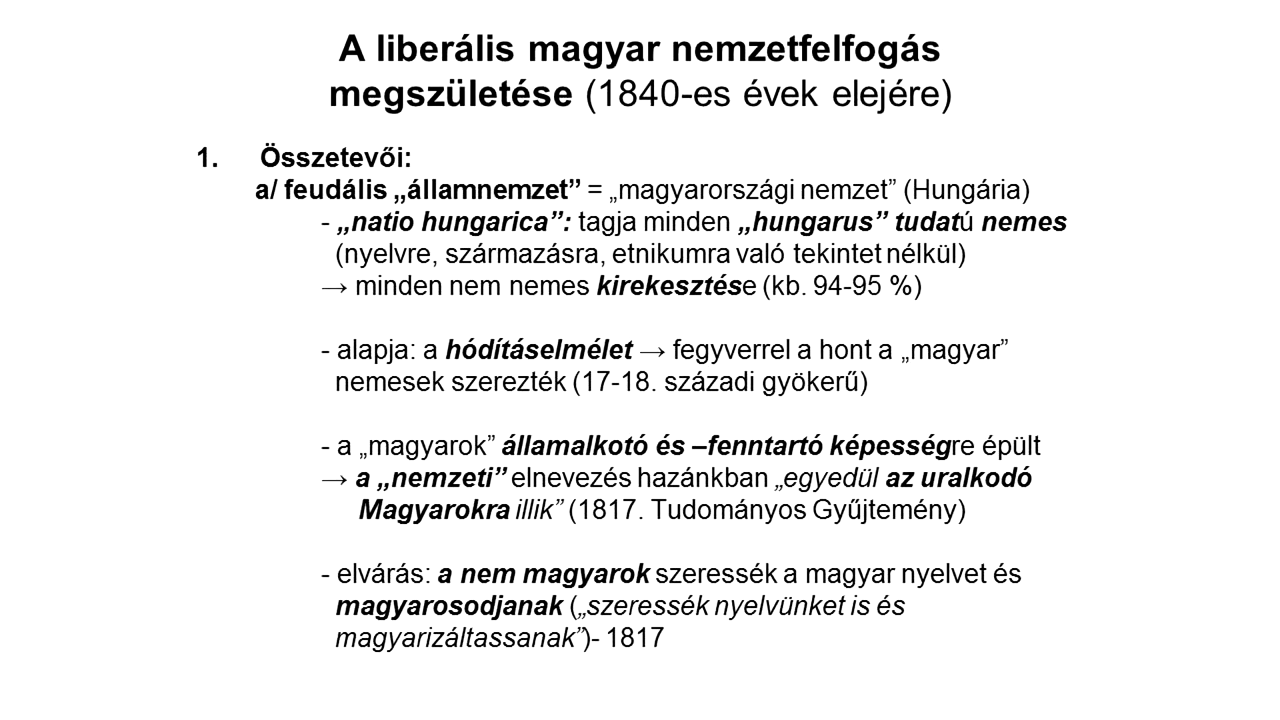 A liberális magyar nemzetfelfogás
megszületése (1840-es évek elejére)
1. Összetevői:
a/ feudális „államnemzet” = „magyarországi nemzet” (Hungária)
- „natio hungarica”: tagja minden „hungarus” tudatú nemes
(nyelvre, származásra, etnikumra való tekintet nélkül)
→ minden nem nemes kirekesztése (kb. 94-95 %)
- alapja: a hódításelmélet → fegyverrel a hont a „magyar”
nemesek szerezték (17-18. századi gyökerű)
- a „magyarok” államalkotó és –fenntartó képességre épült
→ a „nemzeti” elnevezés hazánkban „egyedül az uralkodó
Magyarokra illik” (1817. Tudományos Gyűjtemény)
- elvárás: a nem magyarok szeressék a magyar nyelvet és
magyarosodjanak („szeressék nyelvünket is és
magyarizáltassanak”)- 1817